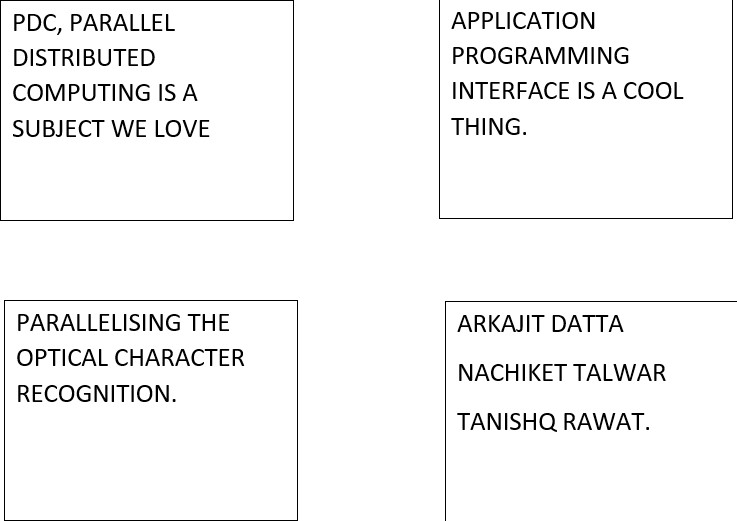 PDC, PARALLEL
DISTRIBUTED
COMPUTING IS A
SUBJECT WE LOVE
APPLICATION
PROGRAMMING
INTERFACE IS A COOL
THING.
PARALLELISING THE
OPTICAL CHARACTER
RECOGNITION.
ARKAJIT DATTA
NACHIKET TALWAR
TANISHQ RAWAT.